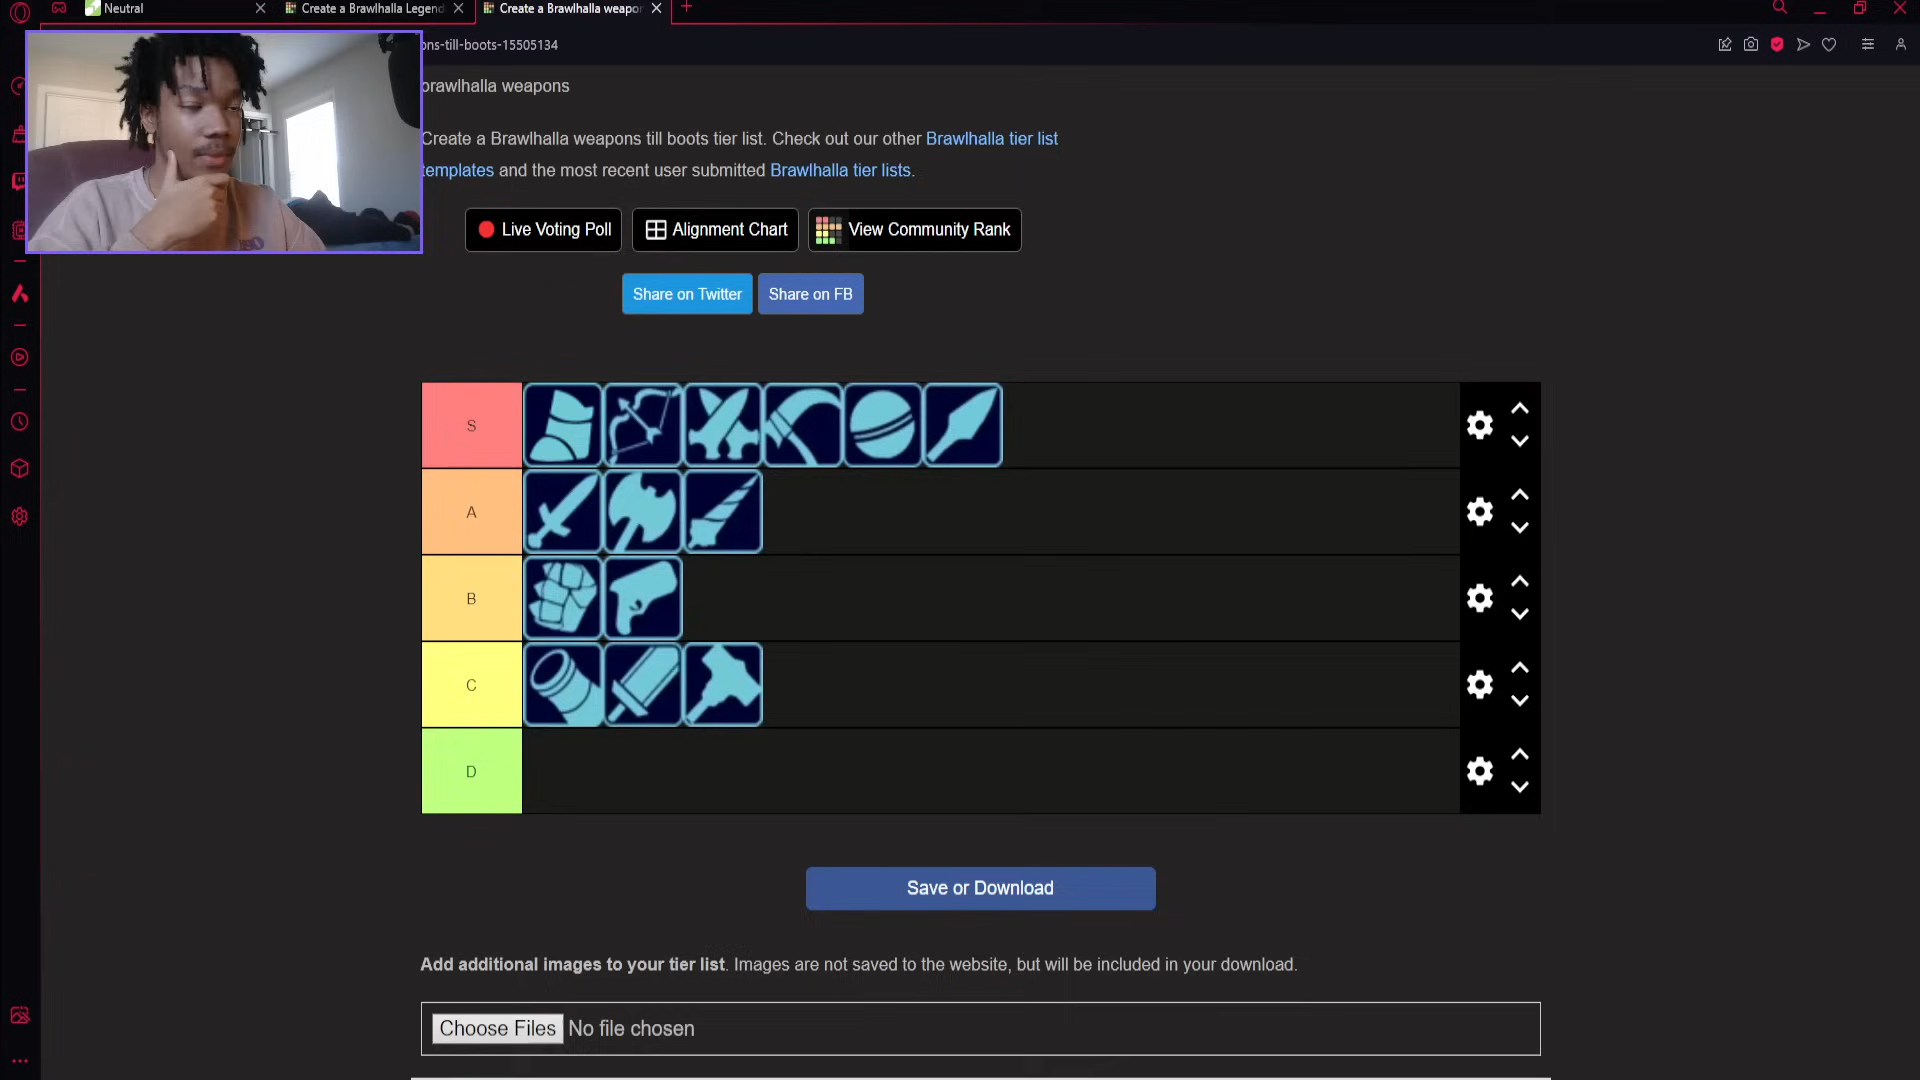 Neutral
Create a Brawlhalla Legend
Create a Brawlhalla weapor
ons-till-boots-15505134
brawlhalla weapons
Create a Brawlhalla weapons till boots tier list. Check out our other Brawlhalla tier list
templates and the most recent user submitted Brawlhalla tier lists.
Live Voting Poll
Alignment Chart
View Community Rank
Share on Twitter
Share on FB
S
A
B
C
D
Save or Download
Add additional images to your tier list. Images are not saved to the website, but will be included in your download.
Choose Files No file chosen